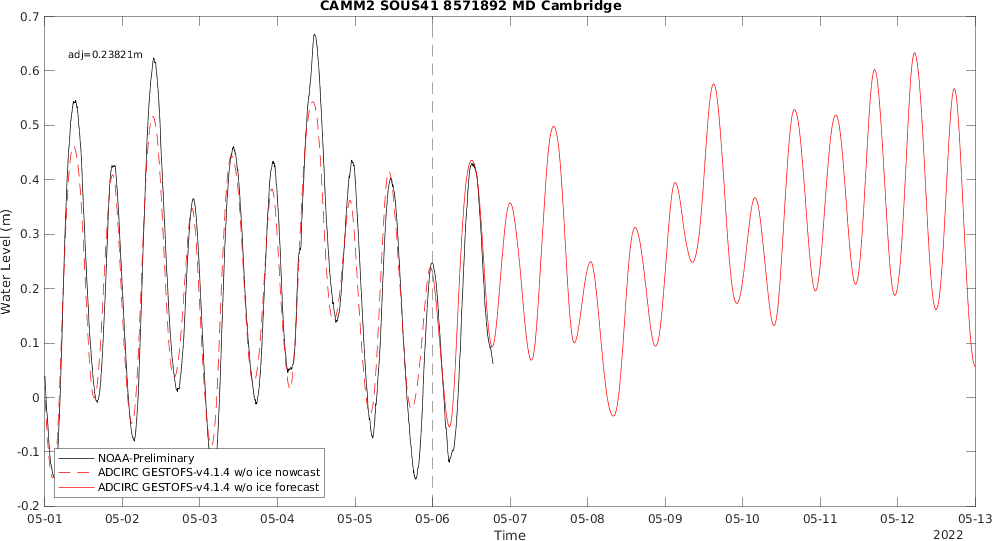 CAMM2 SOUS41 8571892 MD Cambridge
adj=0.23821m
0.7
0.6
0.5
0.4
0.3
0.2
0.1
0
-0.1
-0.2
Water Level (m)
NOAA-Preliminary
ADCIRC GESTOFS-v4.1.4 w/o ice nowcast
ADCIRC GESTOFS-v4.1.4 w/o ice forecast
05-01 05-02 05-03 05-04 05-05 05-06 05-07 05-08 05-09 05-10 05-11 05-12 05-13
Time
2022